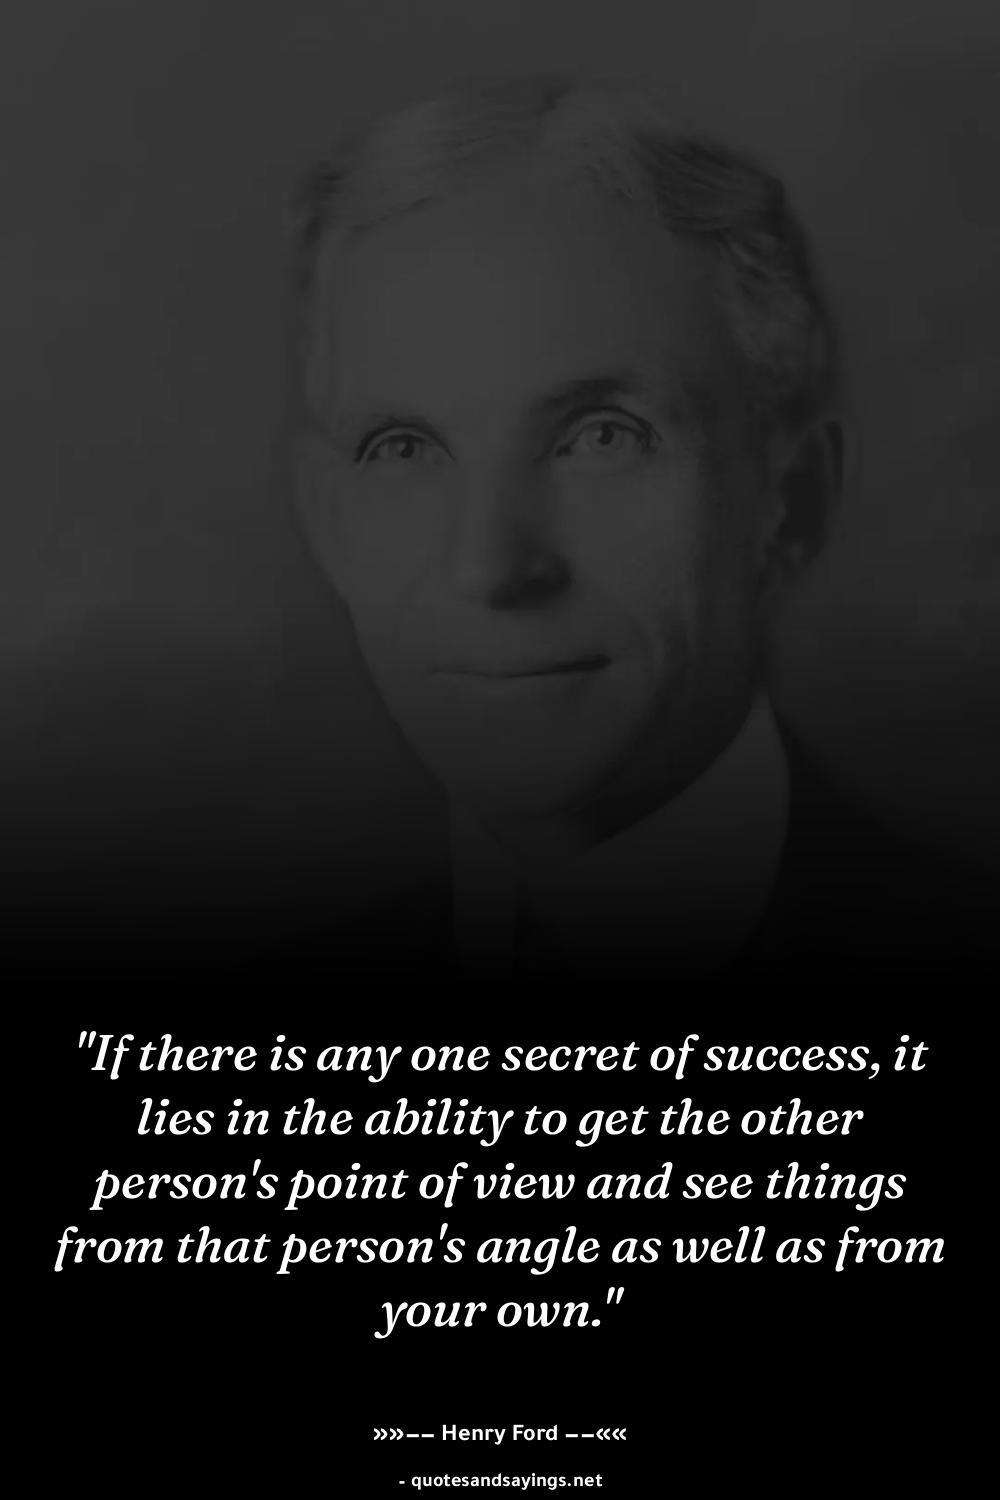 "If there is any one secret of success, it
lies in the ability to get the other
person's point of view and see things
from that person's angle as well as from
your own."
»»—— Henry Ford ——««
- quotesandsayings.net